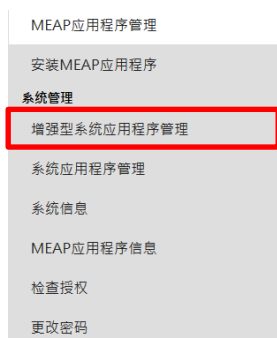 MEAP应用程序管理
安装MEAP应用程序
系统管理
增强型系统应用程序管理
系统应用程序管理
系统信息
MEAP应用程序信息
检查授权
更改密码